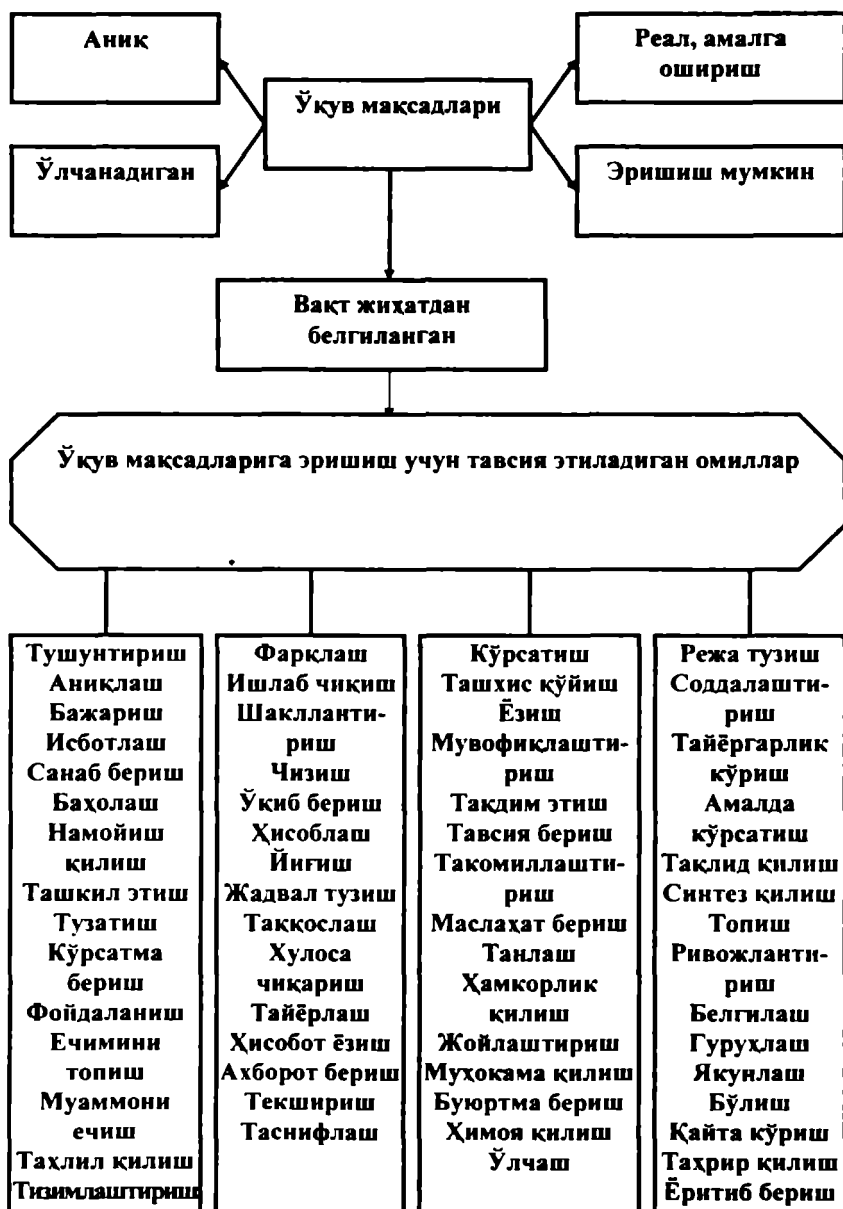 Аниқ
Реал, амалга
ошириш
Ўқув мақсадлари
Ўлчанадиган
Эришиш мумкин
Вақт жиҳатдан
белгиланган
Ўқув мақсадларига эришиш учун тавсия этиладиган омиллар
Тушунтириш
Аниқлаш
Бажариш
Исботлаш
Санаб бериш
Баҳолаш
Намойиш
қилиш
Ташкил этиш
Тузатиш
Кўрсатма
бериш
Фойдаланиш
Ечимини
топиш
Муаммони
ечиш
Таҳлил қилиш
Тизимлаштириш
Фарқлаш
Ишлаб чиқиш
Шакллантि-
риш
Чизиш
Ўқиб бериш
Ҳисоблаш
Йиғиш
Жадвал тузиш
Таққослаш
Хулоса
чиқариш
Тайёрлаш
Ҳисобот ёзиш
Ахборот бериш
Текшириш
Таснифлаш
Кўрсатиш
Ташхис қўйиш
Ёзиш
Мувофиқлашти-
риш
Тақдим этиш
Тавсия бериш
Такомиллашти-
риш
Маслаҳат бериш
Танлаш
Ҳамкорлик
қилиш
Жойлаштириш
Муҳокама қилиш
Буюртма бериш
Ҳимоя қилиш
Ўлчаш
Режа тузиш
Соддалашти-
риш
Тайёргарлик
кўриш
Амалда
кўрсатиш
Тақлид қилиш
Синтез қилиш
Топиш
Ривожланти-
риш
Белгилаш
Гуруҳлаш
Якунлаш
Бўлиш
Қайта кўриш
Таҳрир қилиш
Ёритиб бериш